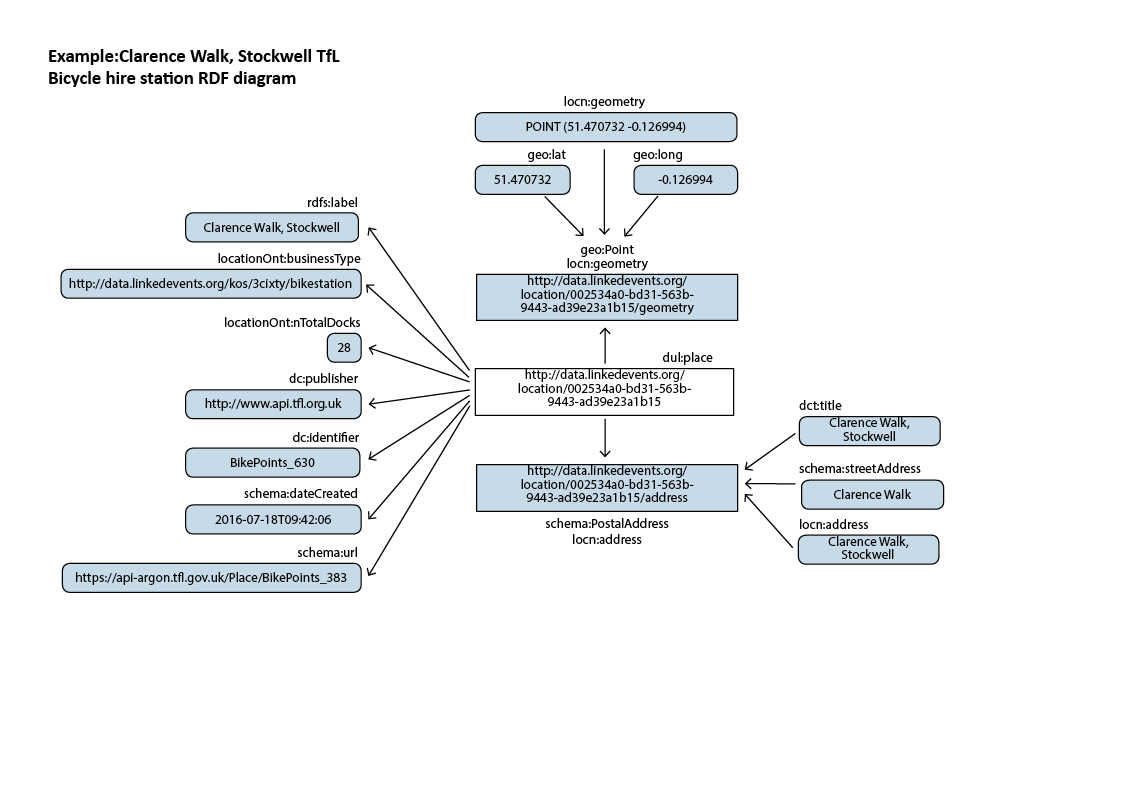 Example:Clarence Walk, Stockwell TfL
Bicycle hire station RDF diagram
locn:geometry
POINT (51.470732 -0.126994)
geo:lat
51.470732
geo:long
-0.126994
geo:Point
locn:geometry
http://data.linkedevents.org/
location/002534a0-bd31-563b-
9443-ad39e23a1b15/geometry
rdfs:label
Clarence Walk, Stockwell
locationOnt:businessType
http://data.linkedevents.org/kos/3cixty/bikestation
locationOnt:nTotalDocks
28
dc:publisher
http://www.api.tfl.org.uk
dc:identifier
BikePoints_630
schema:dateCreated
2016-07-18T09:42:06
schema:url
https://api-argon.tfl.gov.uk/Place/BikePoints_383
dul:place
http://data.linkedevents.org/
location/002534a0-bd31-563b-
9443-ad39e23a1b15
http://data.linkedevents.org/
location/002534a0-bd31-563b-
9443-ad39e23a1b15/address
schema:PostalAddress
locn:address
dct:title
Clarence Walk,
Stockwell
schema:streetAddress
Clarence Walk
locn:address
Clarence Walk,
Stockwell